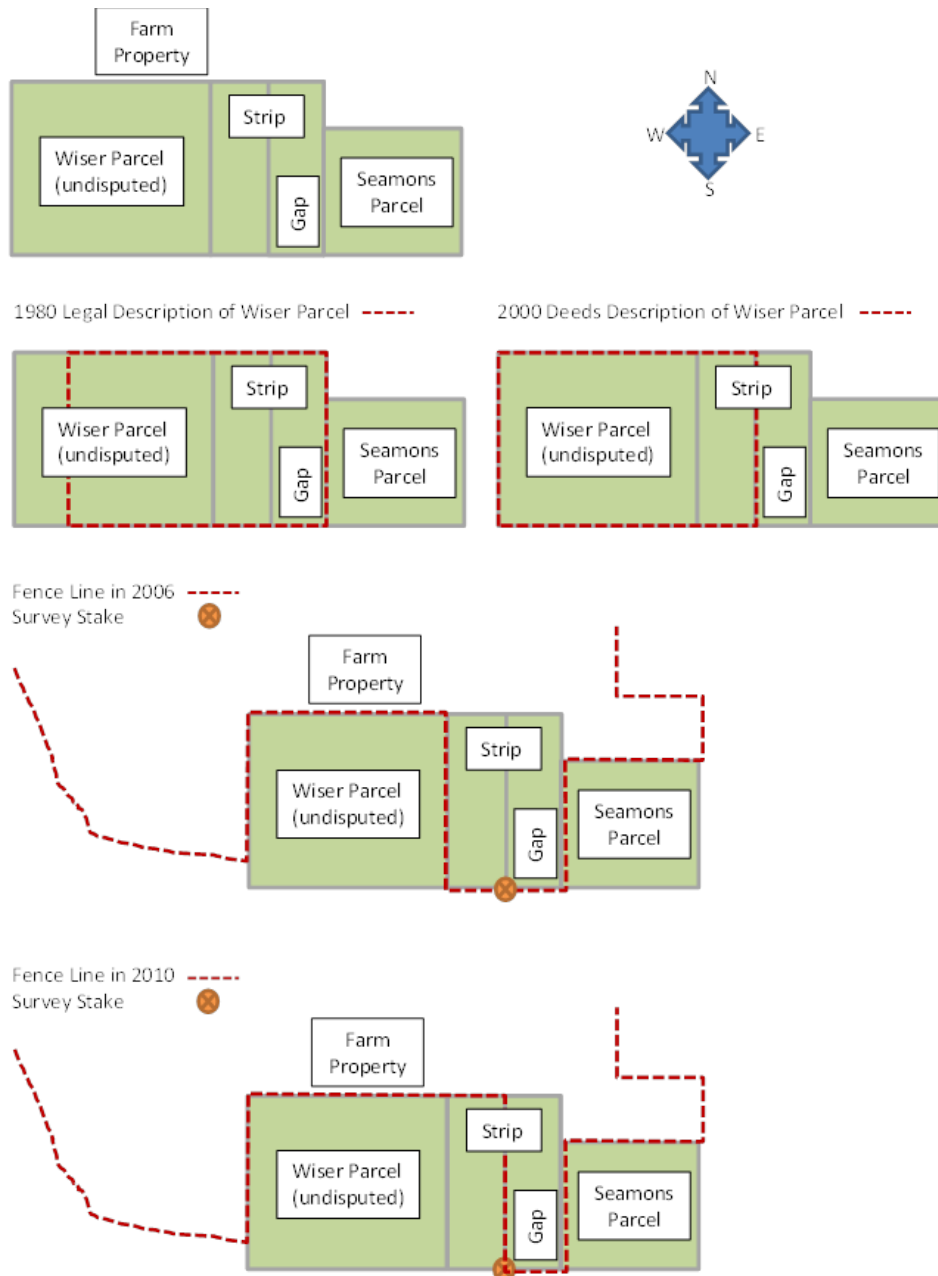 Farm
Property
Strip
Wiser Parcel
(undisputed)
Gap
Seamons
Parcel
N
W
E
S
1980 Legal Description of Wiser Parcel
2000 Deeds Description of Wiser Parcel
Strip
Wiser Parcel
(undisputed)
Gap
Seamons
Parcel
Strip
Wiser Parcel
(undisputed)
Gap
Seamons
Parcel
Fence Line in 2006
Survey Stake
Farm
Property
Strip
Wiser Parcel
(undisputed)
Gap
Seamons
Parcel
Fence Line in 2010
Survey Stake
Farm
Property
Strip
Wiser Parcel
(undisputed)
Gap
Seamons
Parcel